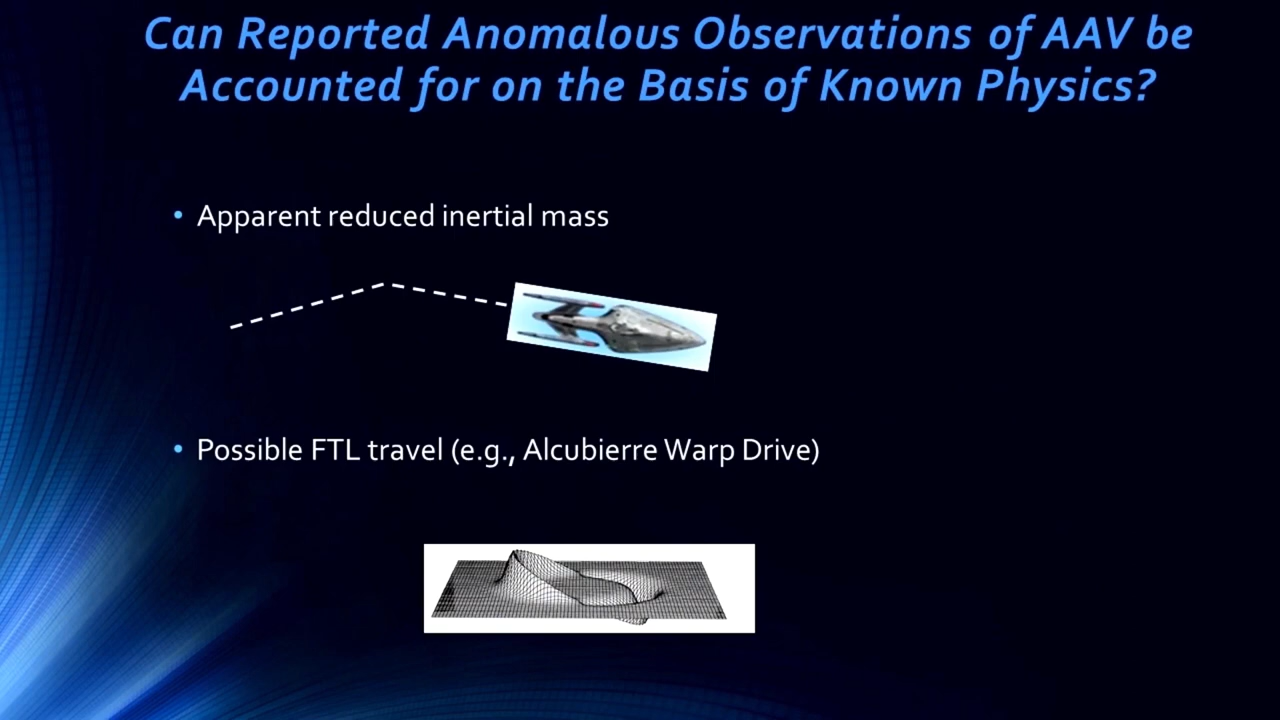 Can Reported Anomalous Observations of AAV be
Accounted for on the Basis of Known Physics?
• Apparent reduced inertial mass
• Possible FTL travel (e.g., Alcubierre Warp Drive)